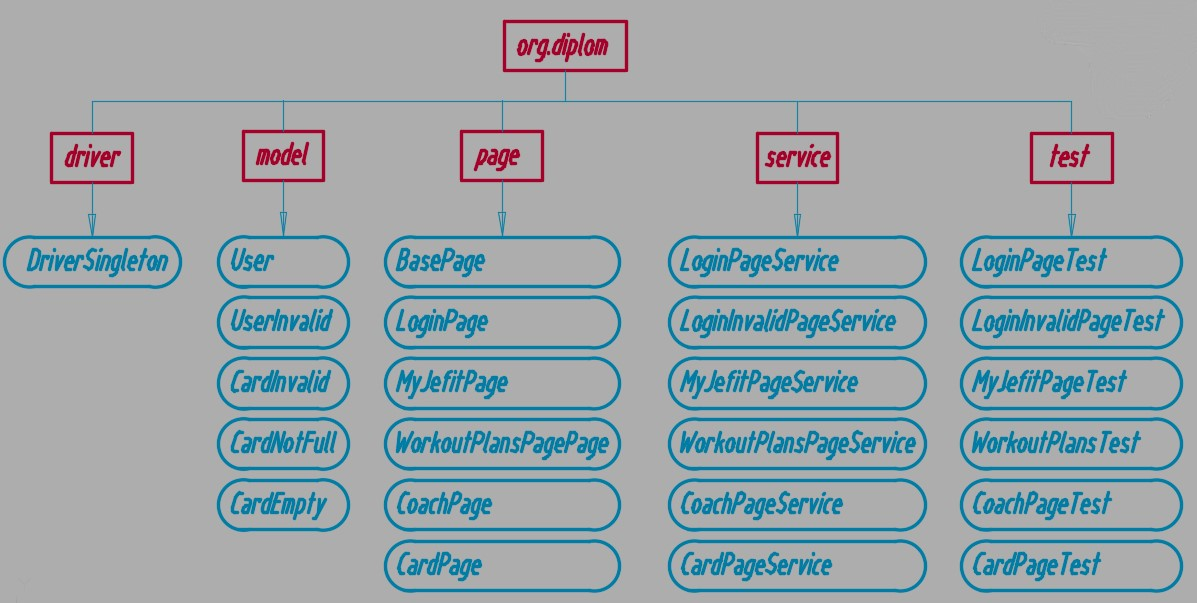 org.diplom
driver
model
page
service
test
DriverSingleton
User
UserInvalid
CardInvalid
CardNotFull
CardEmpty
BasePage
LoginPage
MyJefitPage
WorkoutPlansPagePage
CoachPage
CardPage
LoginPageService
LoginInvalidPageService
MyJefitPageService
WorkoutPlansPageService
CoachPageService
CardPageService
LoginPageTest
LoginInvalidPageTest
MyJefitPageTest
WorkoutPlansTest
CoachPageTest
CardPageTest